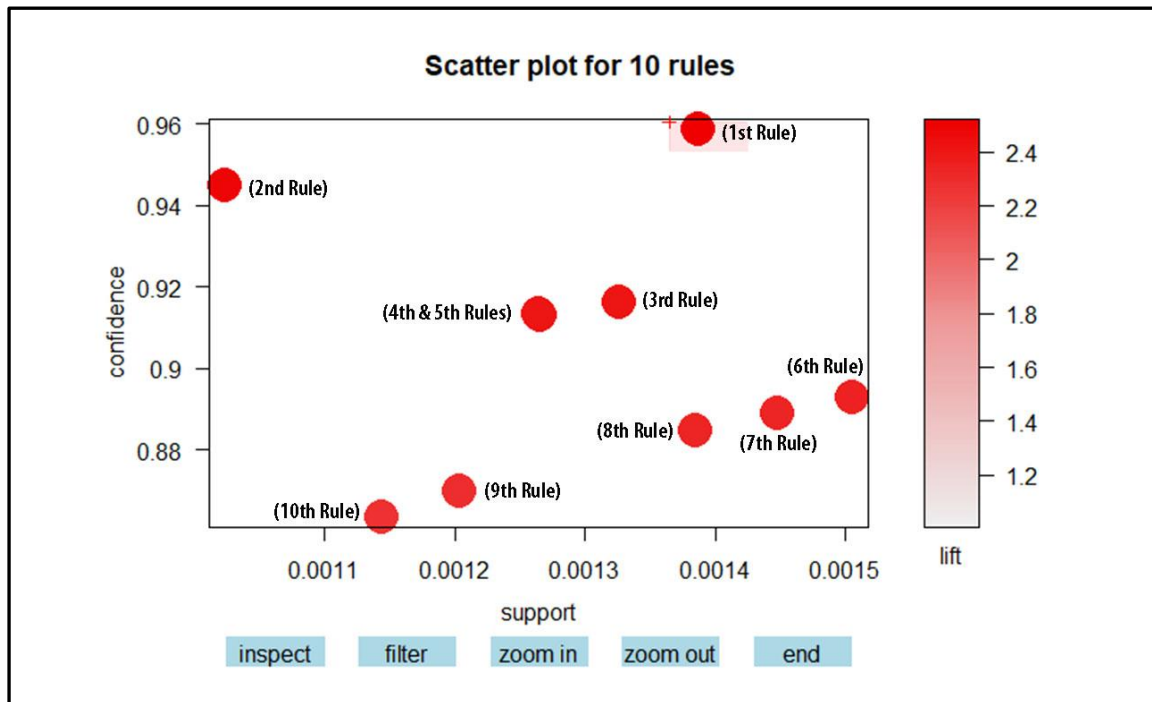 Scatter plot for 10 rules
0.96
0.94
0.92
0.9
0.88
confidence
(1st Rule)
(2nd Rule)
(3rd Rule)
(4th & 5th Rules)
(6th Rule)
(7th Rule)
(8th Rule)
(9th Rule)
(10th Rule)
0.0011 0.0012 0.0013 0.0014 0.0015
support
2.4
2.2
2
1.8
1.6
1.4
1.2
lift
inspect filter zoom in zoom out end